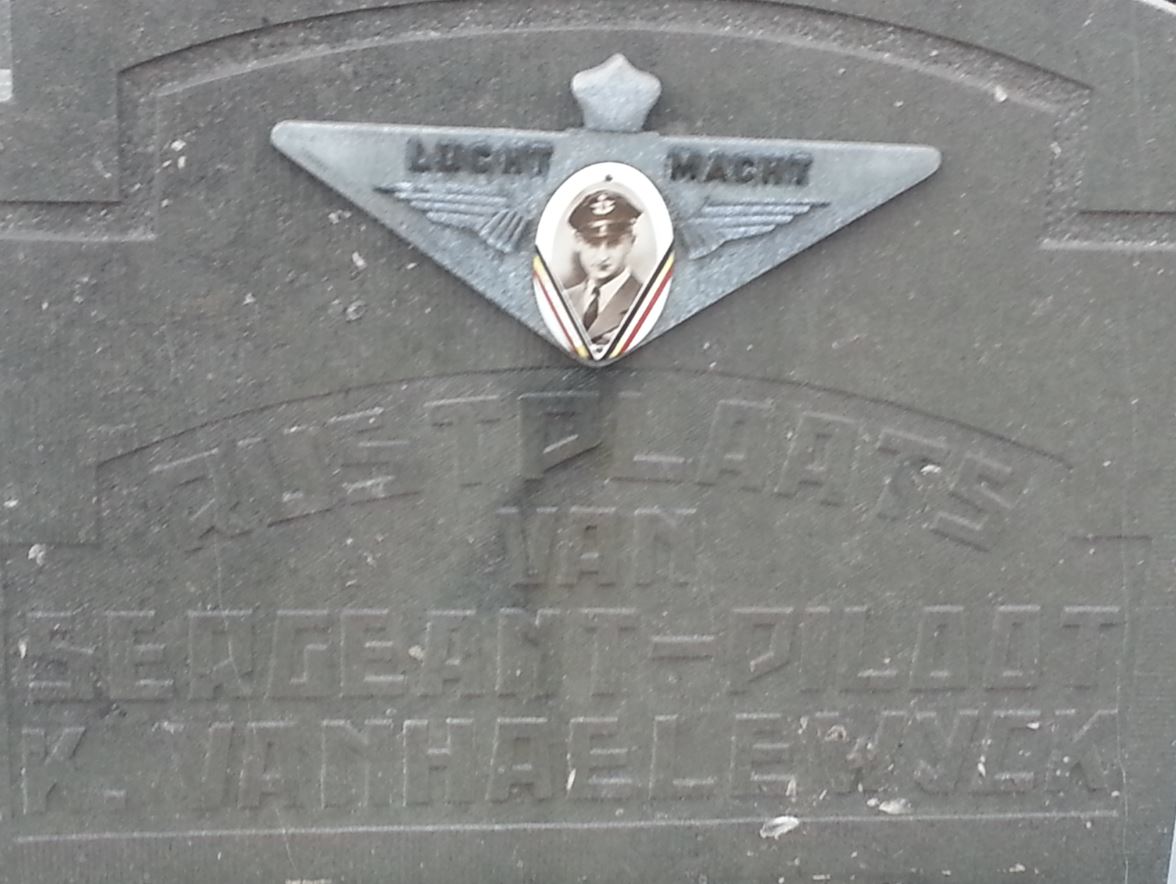 LUCHT MACHT
RUSTPLAATS
VAN
SERGEANT-PILOOT
K. VANHAELEWYCK